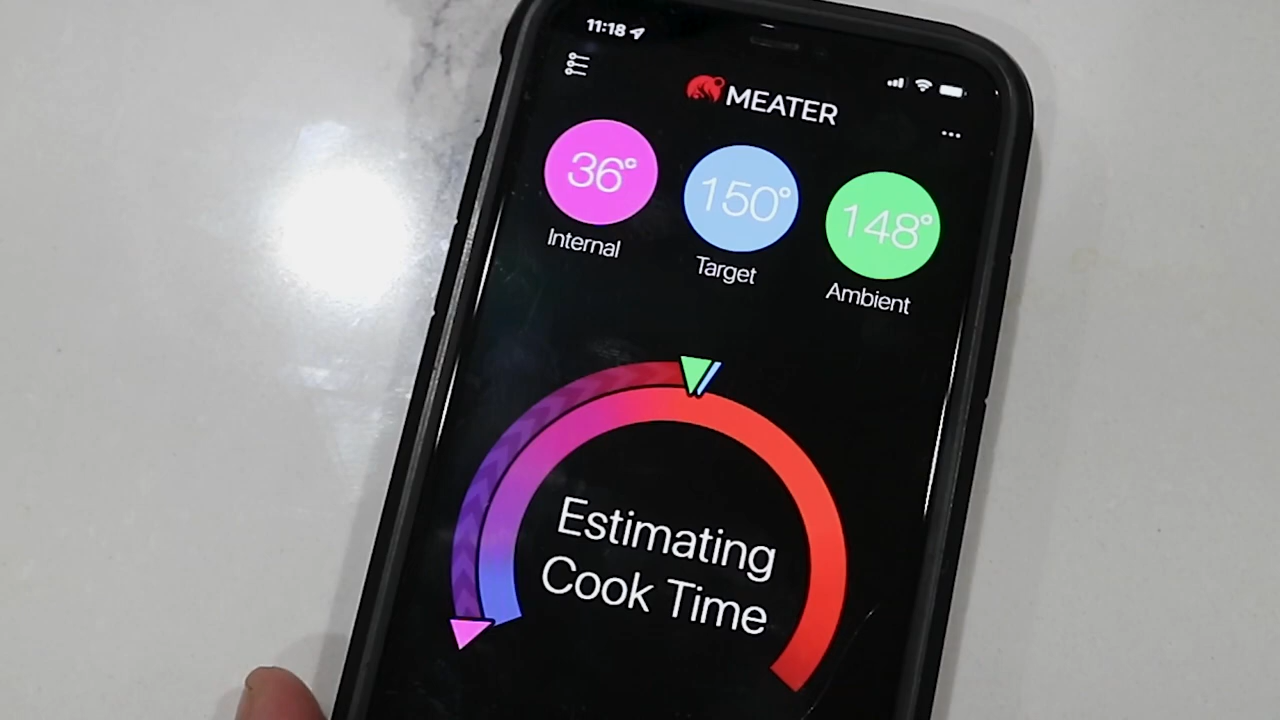 11:18
MEATER
...
36°
150°
148°
Internal
Target
Ambient
Estimating
Cook Time